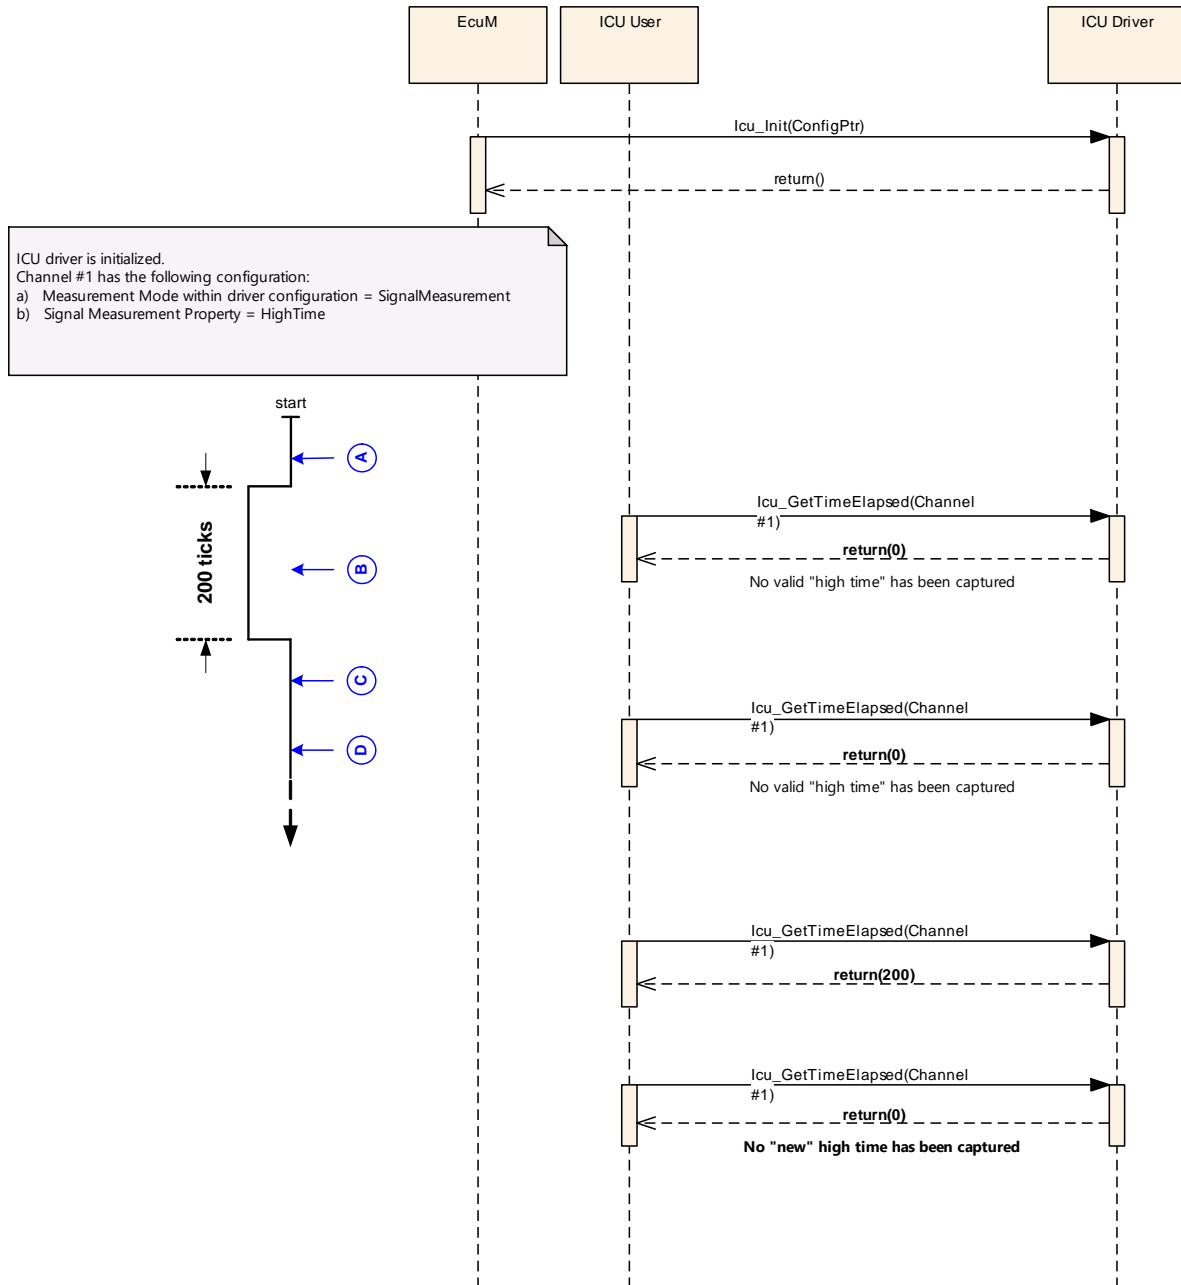 EcuM
ICU User
ICU Driver
Icu_Init(ConfigPtr)
return()
ICU driver is initialized.
Channel #1 has the following configuration:
a) Measurement Mode within driver configuration = SignalMeasurement
b) Signal Measurement Property = HighTime
start
A
200 ticks
B
C
D
Icu_GetTimeElapsed(Channel
#1)
return(0)
No valid "high time" has been captured
Icu_GetTimeElapsed(Channel
#1)
return(0)
No valid "high time" has been captured
Icu_GetTimeElapsed(Channel
#1)
return(200)
Icu_GetTimeElapsed(Channel
#1)
return(0)
No "new" high time has been captured